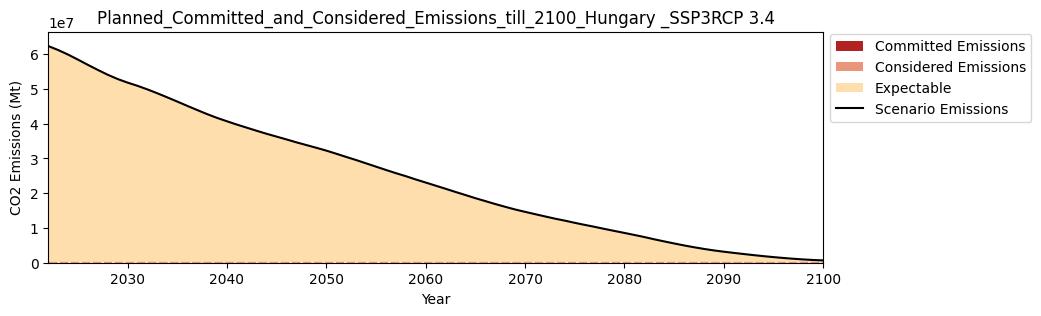 Planned_Committed_and_Considered_Emissions_till_2100_Hungary _SSP3RCP 3.4
1e7
6
5
4
3
2
1
0
CO2 Emissions (Mt)
2030 2040 2050 2060 2070 2080 2090 2100
Year
Committed Emissions
Considered Emissions
Expectable
Scenario Emissions